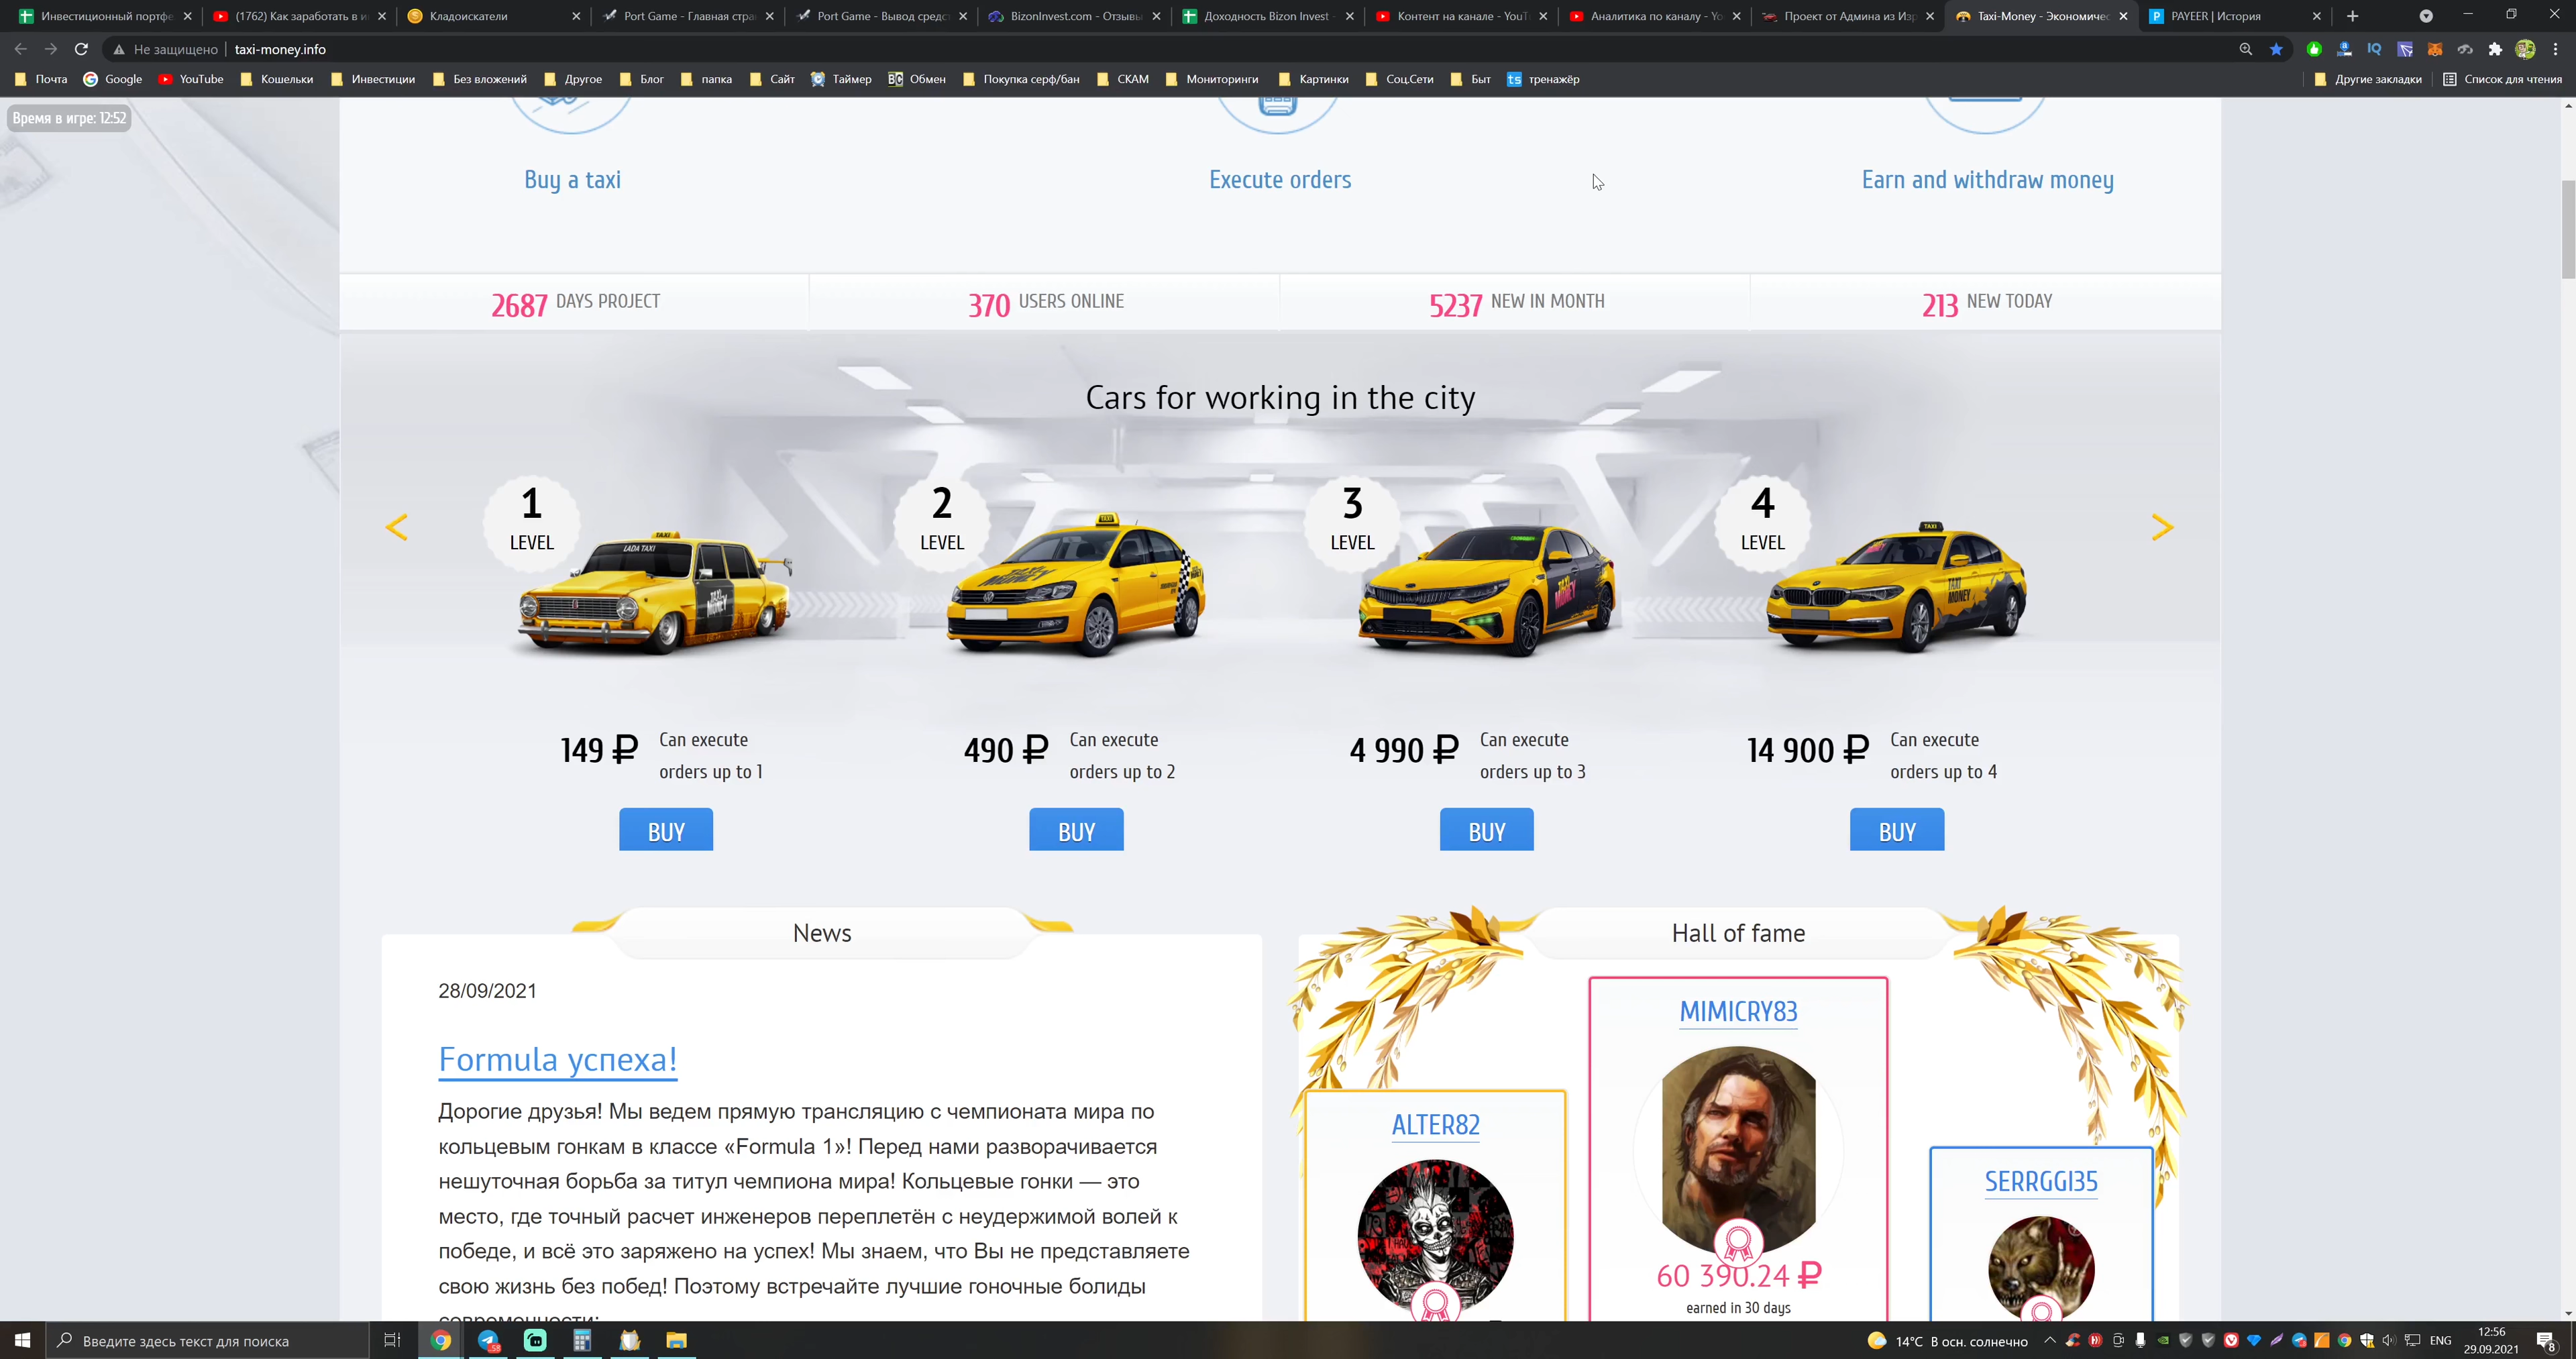 Инвестиционный портфе
(1762) Как заработать в и
Кладоискатели
Port Game - Главная стра
Port Game - Вывод средс
BizonInvest.com - Отзывы
Доходность Bizon Invest -
Контент на канале - YouT
Аналитика по каналу - Yo
Проект от Админа из Изр
Taxi-Money - Экономичес
PAYEER | История
Не защищено
taxi-money.info
Почта
Google
YouTube
Кошельки
Инвестиции
Без вложений
Другое
Блог
папка
Сайт
Таймер
Обмен
Покупка серф/бан
СКАМ
Мониторинги
Картинки
Соц.Сети
Быт
тренажёр
Другие закладки
Список для чтения
Время в игре: 12:52
Buy a taxi
Execute orders
Earn and withdraw money
2687 DAYS PROJECT
370 USERS ONLINE
5237 NEW IN MONTH
213 NEW TODAY
Cars for working in the city
1
LEVEL
2
LEVEL
3
LEVEL
4
LEVEL
149 ₽
Can execute
orders up to 1
490 ₽
Can execute
orders up to 2
4 990 ₽
Can execute
orders up to 3
14 900 ₽
Can execute
orders up to 4
BUY
BUY
BUY
BUY
News
Hall of fame
28/09/2021
Formula успеха!
Дорогие друзья! Мы ведем прямую трансляцию с чемпионата мира по
кольцевым гонкам в классе «Formula 1»! Перед нами разворачивается
нешуточная борьба за титул чемпиона мира! Кольцевые гонки — это
место, где точный расчет инженеров переплетён с неудержимой волей к
победе, и всё это заряжено на успех! Мы знаем, что Вы не представляете
свою жизнь без побед! Поэтому встречайте лучшие гоночные болиды
современности:
MIMICRY83
60 390.24 ₽
earned in 30 days
ALTER82
SERRGGI35
Введите здесь текст для поиска
14°C В осн. солнечно
ENG
12:56
29.09.2021